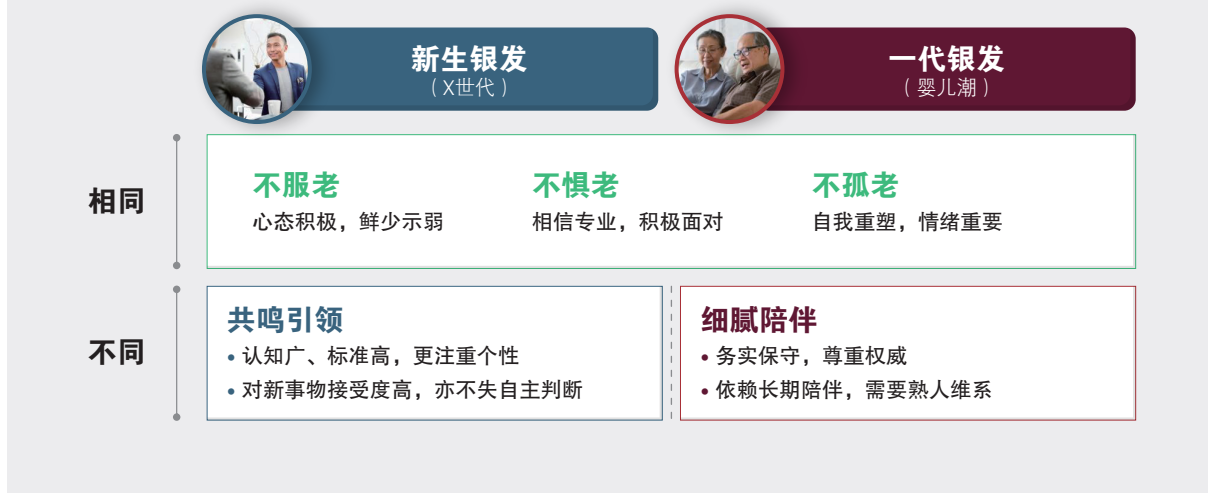 新生银发
（X世代）
一代银发
（婴儿潮）
相同
不服老
心态积极，鲜少示弱
不惧老
相信专业，积极面对
不孤老
自我重塑，情绪重要
不同
共鸣引领
• 认知广、标准高，更注重个性
• 对新事物接受度高，亦不失自主判断
细腻陪伴
• 务实保守，尊重权威
• 依赖长期陪伴，需要熟人维系